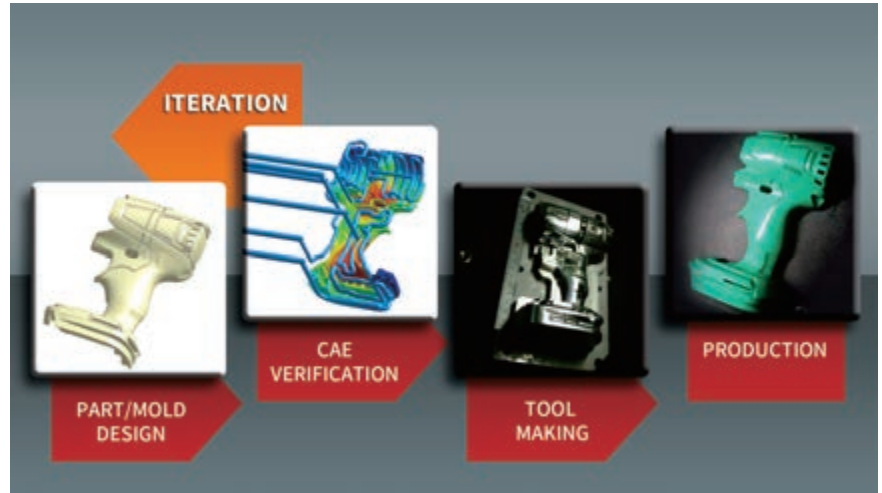 ITERATION
PART/MOLD
DESIGN
CAE
VERIFICATION
TOOL
MAKING
PRODUCTION